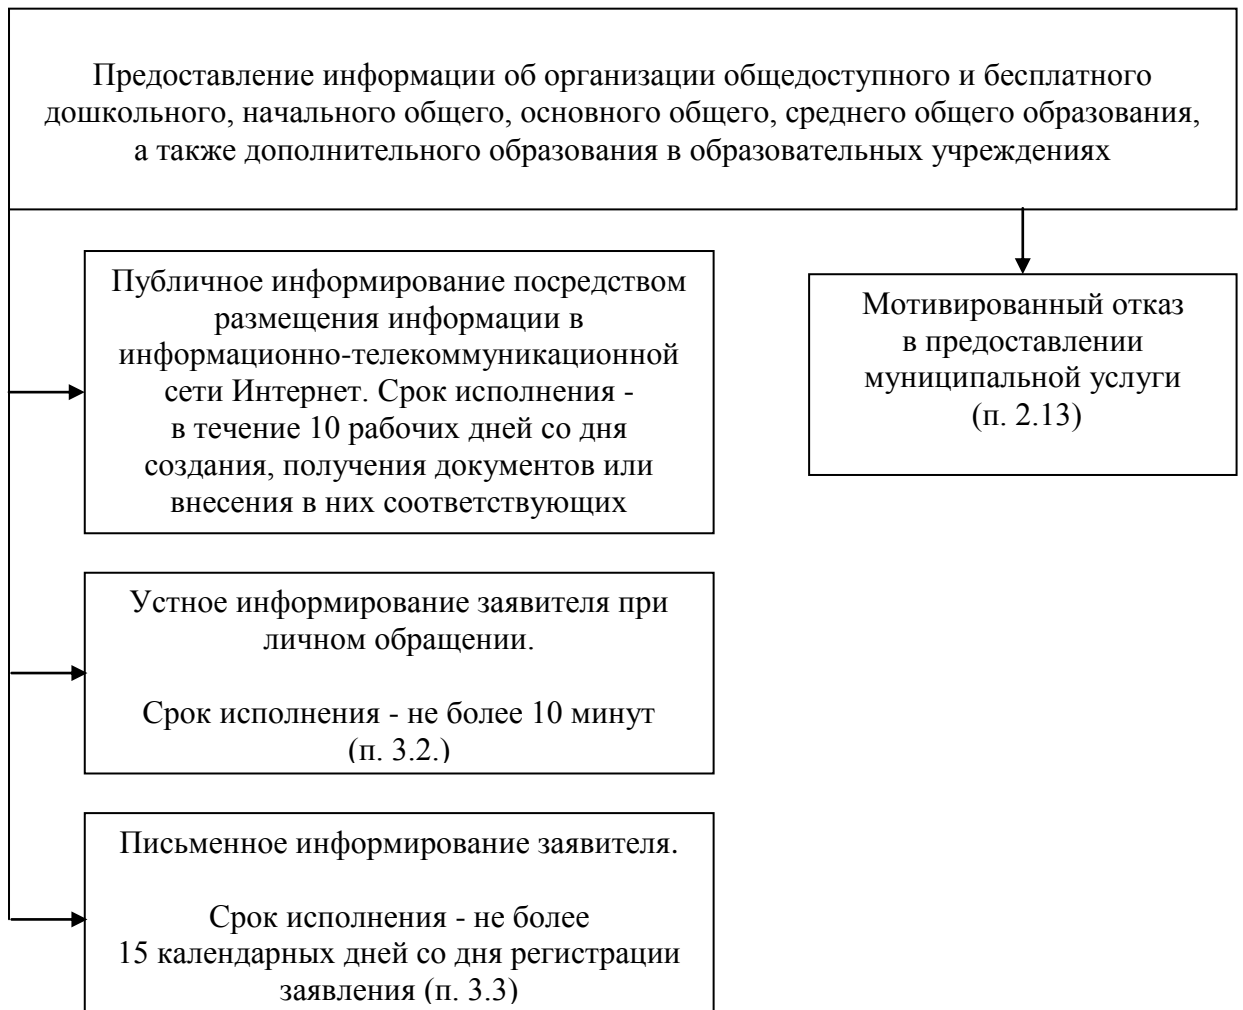 Предоставление информации об организации общедоступного и бесплатного
дошкольного, начального общего, основного общего, среднего общего образования,
а также дополнительного образования в образовательных учреждениях
Публичное информирование посредством
размещения информации в
информационно-телекоммуникационной
сети Интернет. Срок исполнения -
в течение 10 рабочих дней со дня
создания, получения документов или
внесения в них соответствующих
Мотивированный отказ
в предоставлении
муниципальной услуги
(п. 2.13)
Устное информирование заявителя при
личном обращении.
Срок исполнения - не более 10 минут
(п. 3.2.)
Письменное информирование заявителя.
Срок исполнения - не более
15 календарных дней со дня регистрации
заявления (п. 3.3)